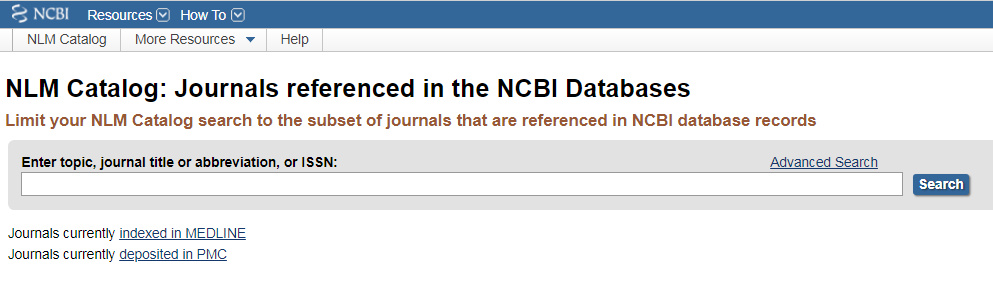 NCBI Resources How To
NLM Catalog More Resources Help
NLM Catalog: Journals referenced in the NCBI Databases
Limit your NLM Catalog search to the subset of journals that are referenced in NCBI database records
Enter topic, journal title or abbreviation, or ISSN: Advanced Search
Search
Journals currently indexed in MEDLINE
Journals currently deposited in PMC